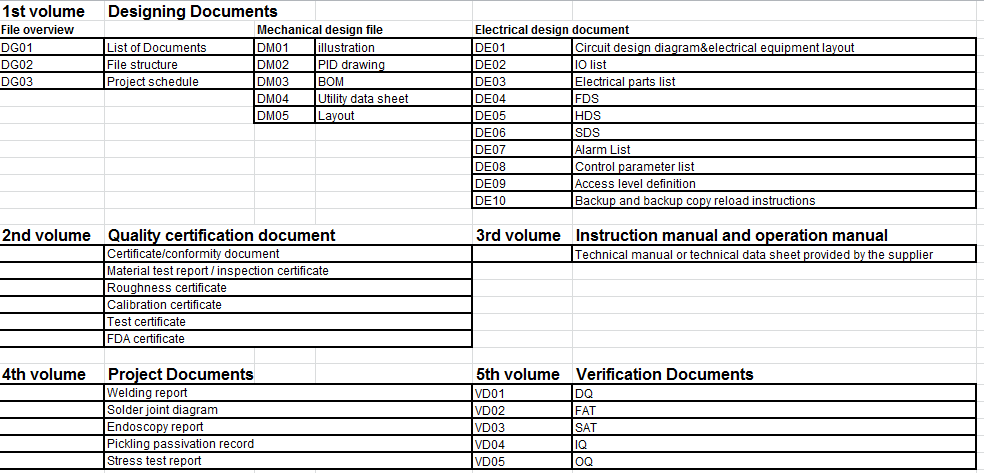 1st volume Designing Documents
File overview Mechanical design file Electrical design document
DG01 List of Documents DM01 illustration DE01 Circuit design diagram&electrical equipment layout
DG02 File structure DM02 PID drawing DE02 IO list
DG03 Project schedule DM03 BOM DE03 Electrical parts list
DM04 Utility data sheet DE04 FDS
DM05 Layout DE05 HDS
DE06 SDS
DE07 Alarm List
DE08 Control parameter list
DE09 Access level definition
DE10 Backup and backup copy reload instructions
2nd volume Quality certification document 3rd volume Instruction manual and operation manual
Certificate/conformity document Technical manual or technical data sheet provided by the supplier
Material test report / inspection certificate
Roughness certificate
Calibration certificate
Test certificate
FDA certificate
4th volume Project Documents 5th volume Verification Documents
Welding report VD01 DQ
Solder joint diagram VD02 FAT
Endoscopy report VD03 SAT
Pickling passivation record VD04 IQ
Stress test report VD05 OQ